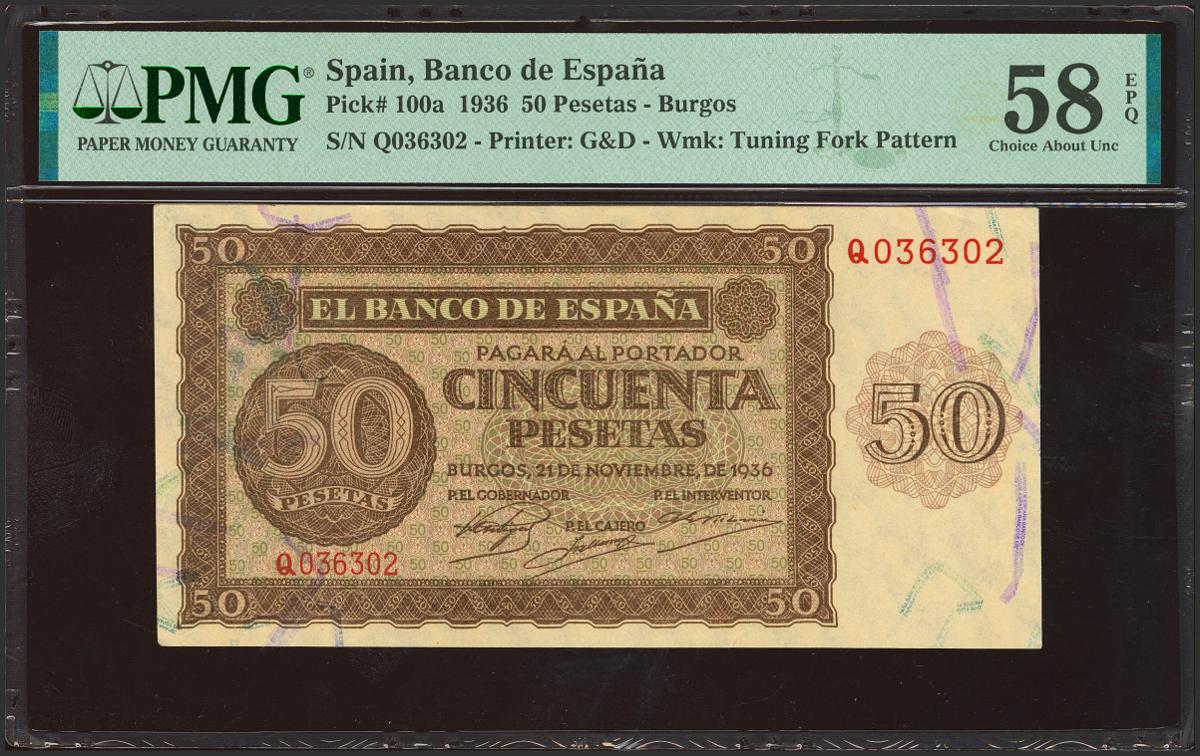 PMG®
PAPER MONEY GUARANTY
Spain, Banco de España
Pick# 100a 1936 50 Pesetas - Burgos
S/N Q036302 - Printer: G&D - Wmk: Tuning Fork Pattern
58
EPQ
Choice About Unc
50
50
Q036302
EL BANCO DE ESPAÑA
PAGARÁ AL PORTADOR
CINCUENTA
PESETAS
50
PESETAS
50
BURGOS, 21 DE NOVIEMBRE, DE 1936
P. EL GOBERNADOR
P. EL INTERVENTOR
P. EL CAJERO
Q036302
50
50